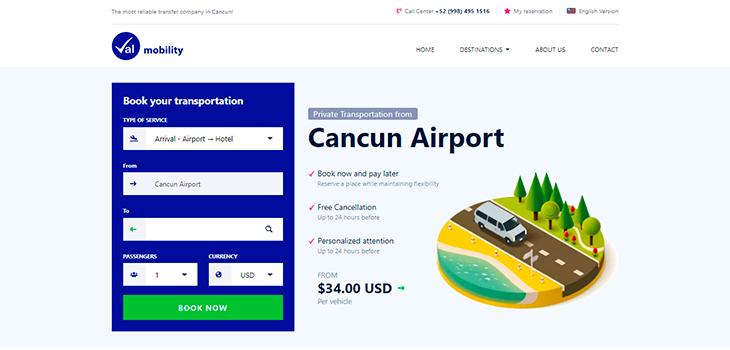 The most reliable transfer company in Cancun!
Call Center +52 (998) 495 1516
My reservation
English Version
val mobility
HOME
DESTINATIONS
ABOUT US
CONTACT
Book your transportation
TYPE OF SERVICE
Arrival - Airport → Hotel
From
Cancun Airport
To
PASSENGERS
CURRENCY
1
USD
BOOK NOW
Private Transportation from
Cancun Airport
Book now and pay later
Reserve a place while maintaining flexibility
Free Cancellation
Up to 24 hours before
Personalized attention
Up to 24 hours before
FROM
$34.00 USD
Per vehicle